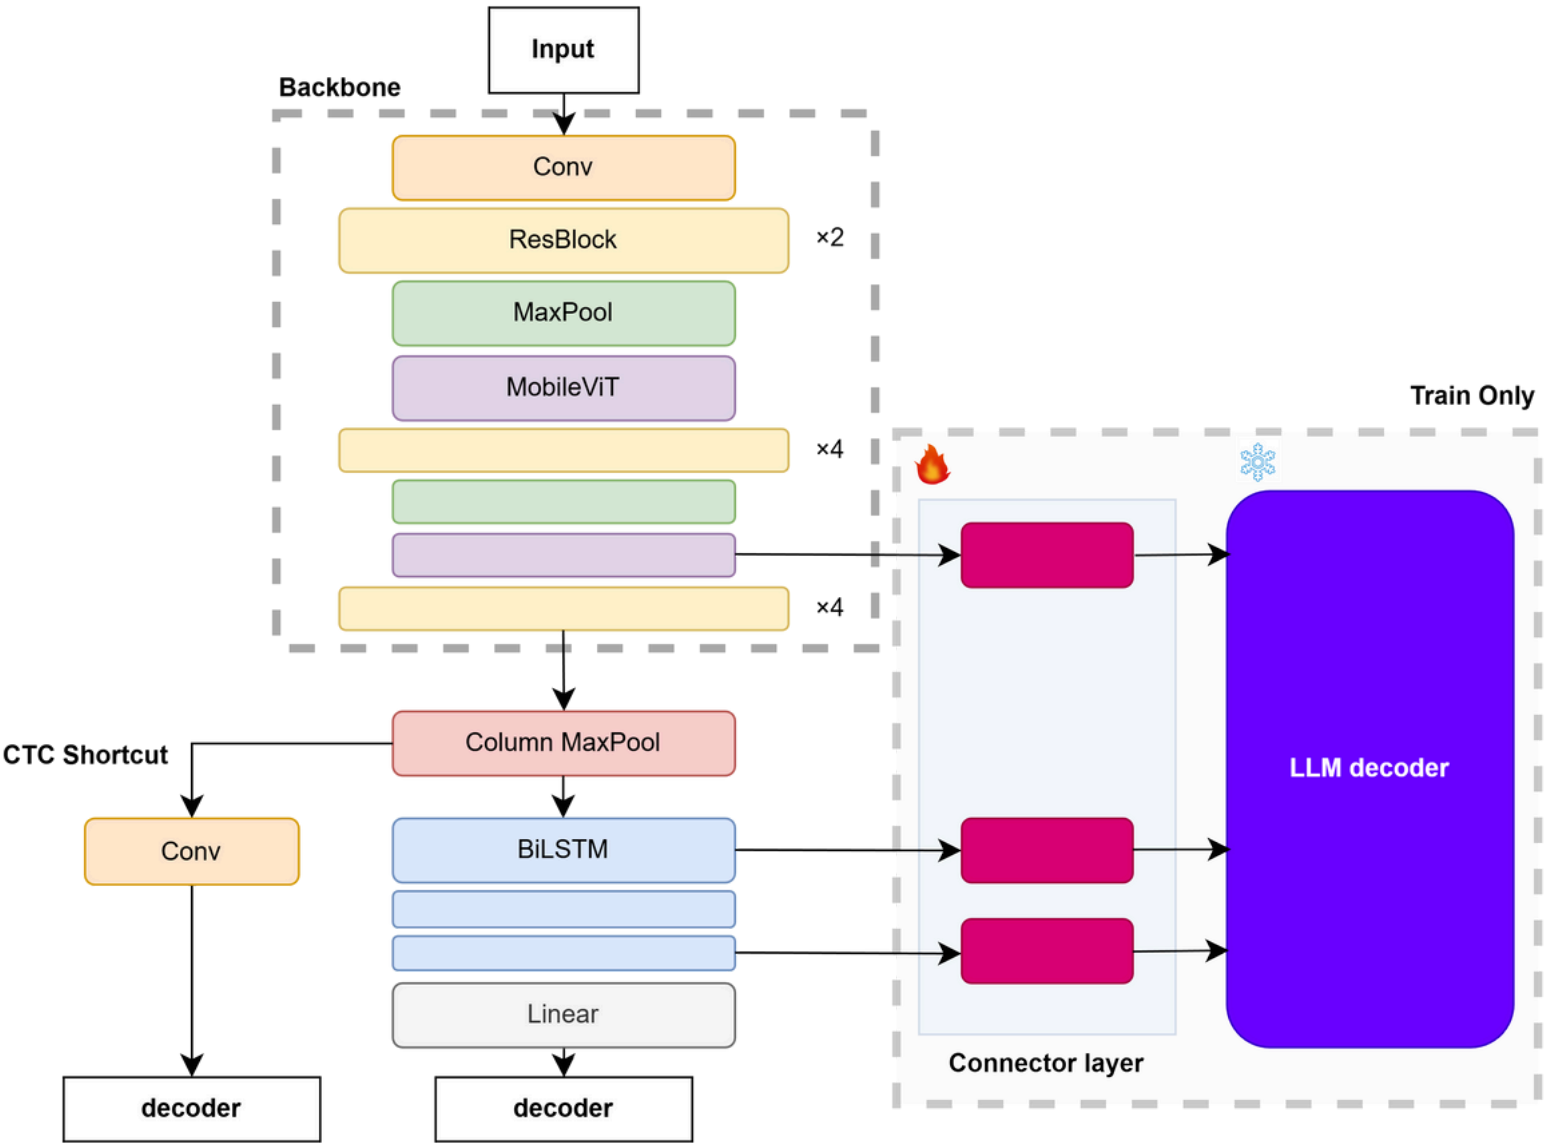 Input
Backbone
Conv
ResBlock
×2
MaxPool
MobileViT
×4
×4
Train Only
Column MaxPool
CTC Shortcut
Conv
BiLSTM
LLM decoder
Linear
Connector layer
decoder
decoder